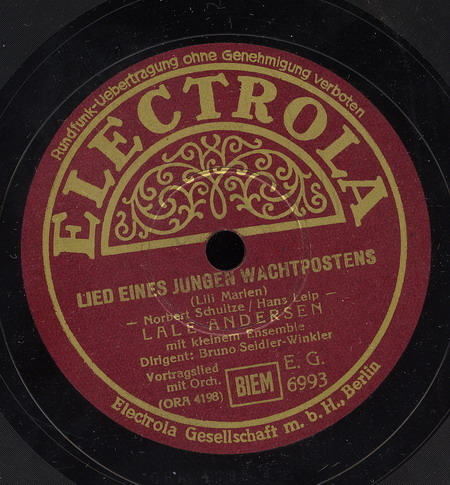 Rundfunk-Uebertragung ohne Genehmigung verboten
ELECTROLA
LIED EINES JUNGEN WACHTPOSTENS
(Lili Marlen)
- Norbert Schultze / Hans Leip -
LALE ANDERSEN
mit kleinem Ensemble
Dirigent: Bruno Seidler-Winkler
Vortragslied
mit Orch.
(ORA 4198)
BIEM
E. G.
6993
Electrola Gesellschaft m. b. H., Berlin